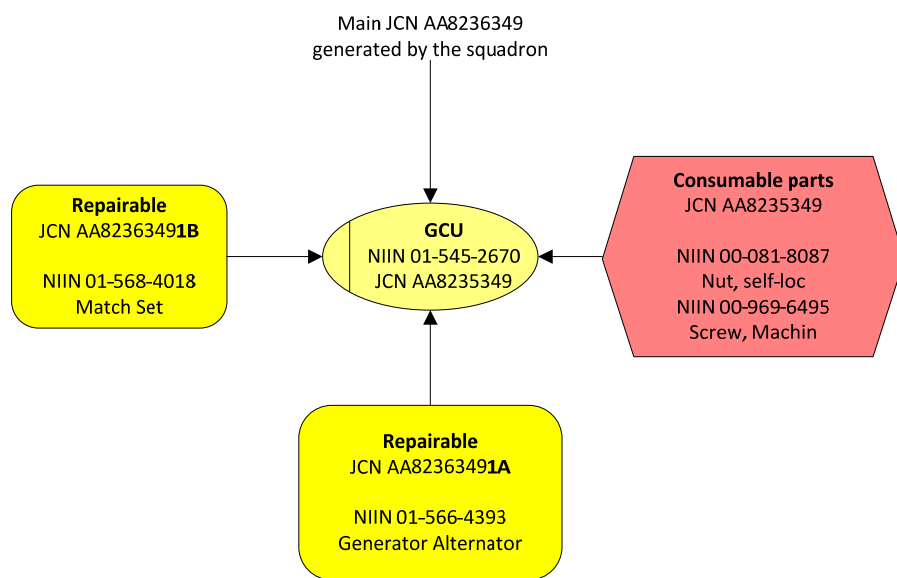 Main JCN AA8236349
generated by the squadron
Repairable
JCN AA82363491B
NIIN 01-568-4018
Match Set
GCU
NIIN 01-545-2670
JCN AA8235349
Consumable parts
JCN AA8235349
NIIN 00-081-8087
Nut, self-loc
NIIN 00-969-6495
Screw, Machin
Repairable
JCN AA82363491A
NIIN 01-566-4393
Generator Alternator